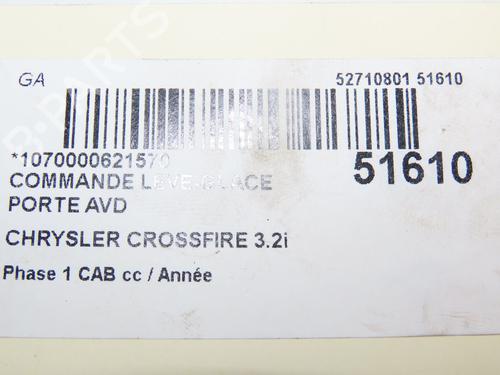 GA
52710801 51610
*1070000621570
51610
COMMANDE LEVE-GLACE
PORTE AVD
CHRYSLER CROSSFIRE 3.2i
Phase 1 CAB cc / Année
B-PARTS